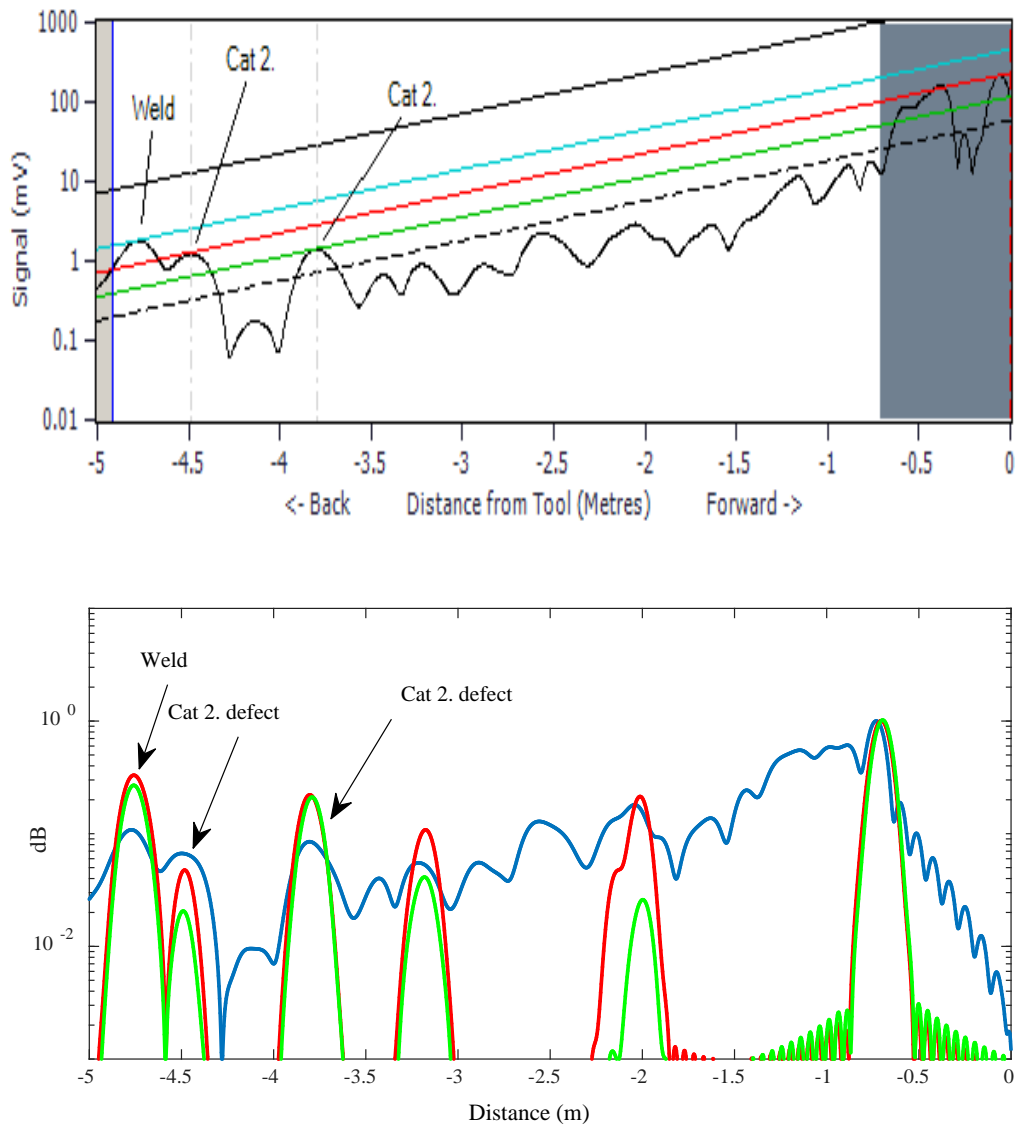 1000
100
10
1
0.1
0.01
Signal (mV)
Weld
Cat 2.
Cat 2.
-5 -4.5 -4 -3.5 -3 -2.5 -2 -1.5 -1 -0.5 0
<- Back Distance from Tool (Metres) Forward ->
Weld
Cat 2. defect
Cat 2. defect
10 0
10 -2
dB
-5 -4.5 -4 -3.5 -3 -2.5 -2 -1.5 -1 -0.5 0
Distance (m)